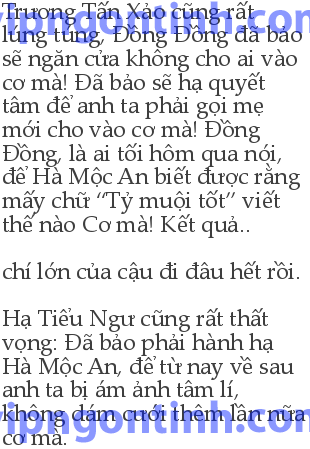 Trương Tấn Xảo cũng rất
lúng túng, Đồng Đồng đã bảo
sẽ ngăn cửa không cho ai vào
cơ mà! Đã bảo sẽ hạ quyết
tâm để anh ta phải gọi mẹ
mới cho vào cơ mà! Đồng
Đồng, là ai tối hôm qua nói,
để Hà Mộc An biết được rằng
mấy chữ “Tỷ muội tốt” viết
thế nào Cơ mà! Kết quả..
chí lớn của cậu đi đâu hết rồi.
Hạ Tiểu Ngư cũng rất thất
vọng: Đã bảo phải hành hạ
Hà Mộc An, để từ nay về sau
anh ta bị ám ảnh tâm lí,
không dám cưới thêm lần nữa
cơ mà.
vipngontinh.com
vipngontinh.com